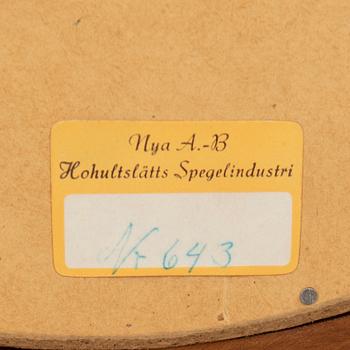 Nya A.-B
Hohultslätts Spegelindustri
Nr 643